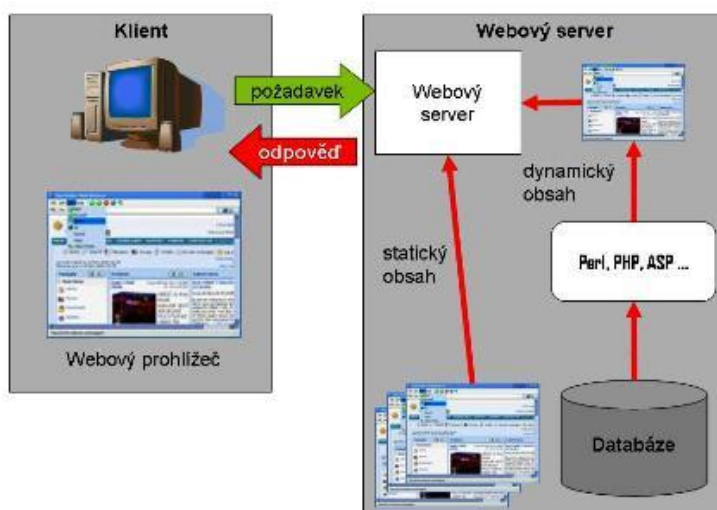 Klient
Webový prohlížeč
požadavek
odpověď
Webový server
Webový
server
dynamický
obsah
statický
obsah
Perl, PHP, ASP ...
Databáze